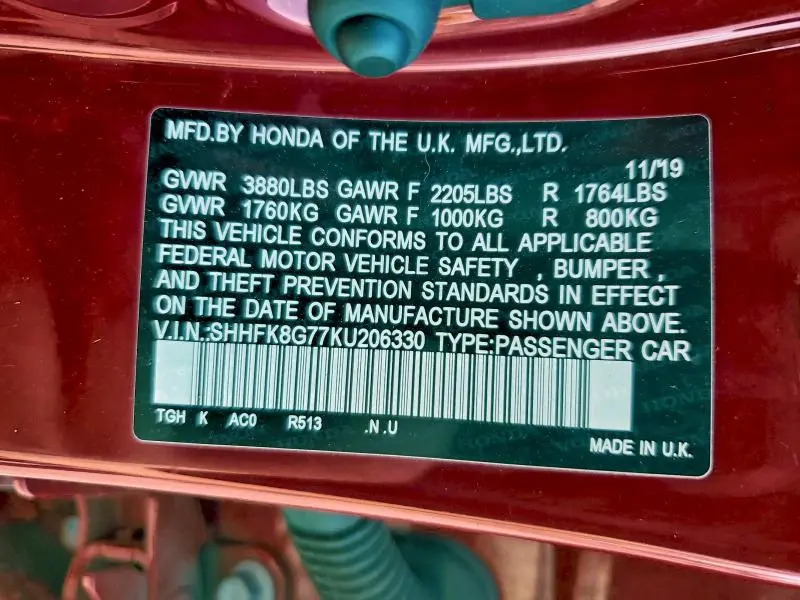 MFD.BY HONDA OF THE U.K. MFG.,LTD.
11/19
GVWR 3880LBS GAWR F 2205LBS R 1764LBS
GVWR 1760KG GAWR F 1000KG R 800KG
THIS VEHICLE CONFORMS TO ALL APPLICABLE
FEDERAL MOTOR VEHICLE SAFETY , BUMPER ,
AND THEFT PREVENTION STANDARDS IN EFFECT
ON THE DATE OF MANUFACTURE SHOWN ABOVE.
V.I.N.:SHHFK8G77KU206330 TYPE:PASSENGER CAR
TGH K AC0 R513 .N .U
MADE IN U.K.